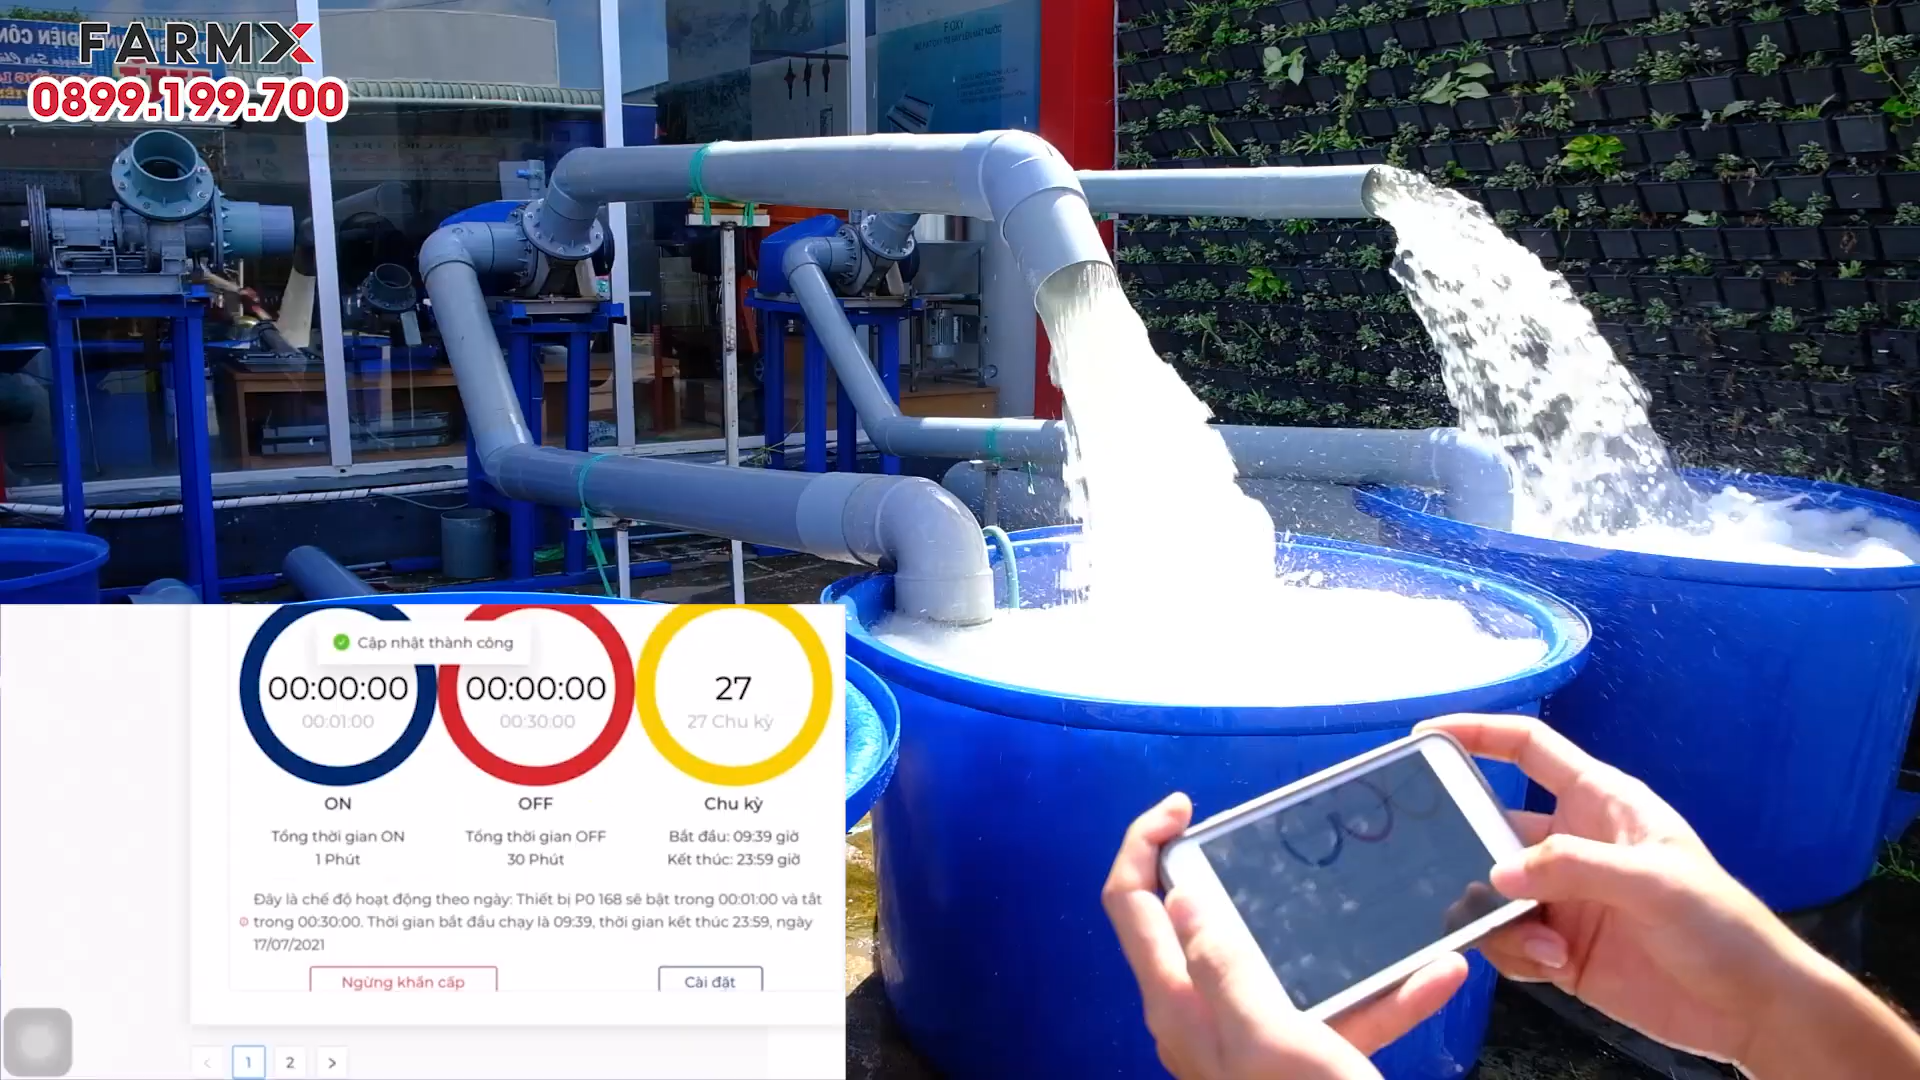 FARMX
0899.199.700
ĐIỆN CÔN
F OXY
Cập nhật thành công
00:00:00
00:01:00
00:00:00
00:30:00
27
27 Chu kỳ
ON
OFF
Chu kỳ
Tổng thời gian ON
1 Phút
Tổng thời gian OFF
30 Phút
Bắt đầu: 09:39 giờ
Kết thúc: 23:59 giờ
Đây là chế độ hoạt động theo ngày: Thiết bị P0 168 sẽ bật trong 00:01:00 và tắt
trong 00:30:00. Thời gian bắt đầu chạy là 09:39, thời gian kết thúc 23:59, ngày
17/07/2021
Ngừng khẩn cấp
Cài đặt
< 1 2 >